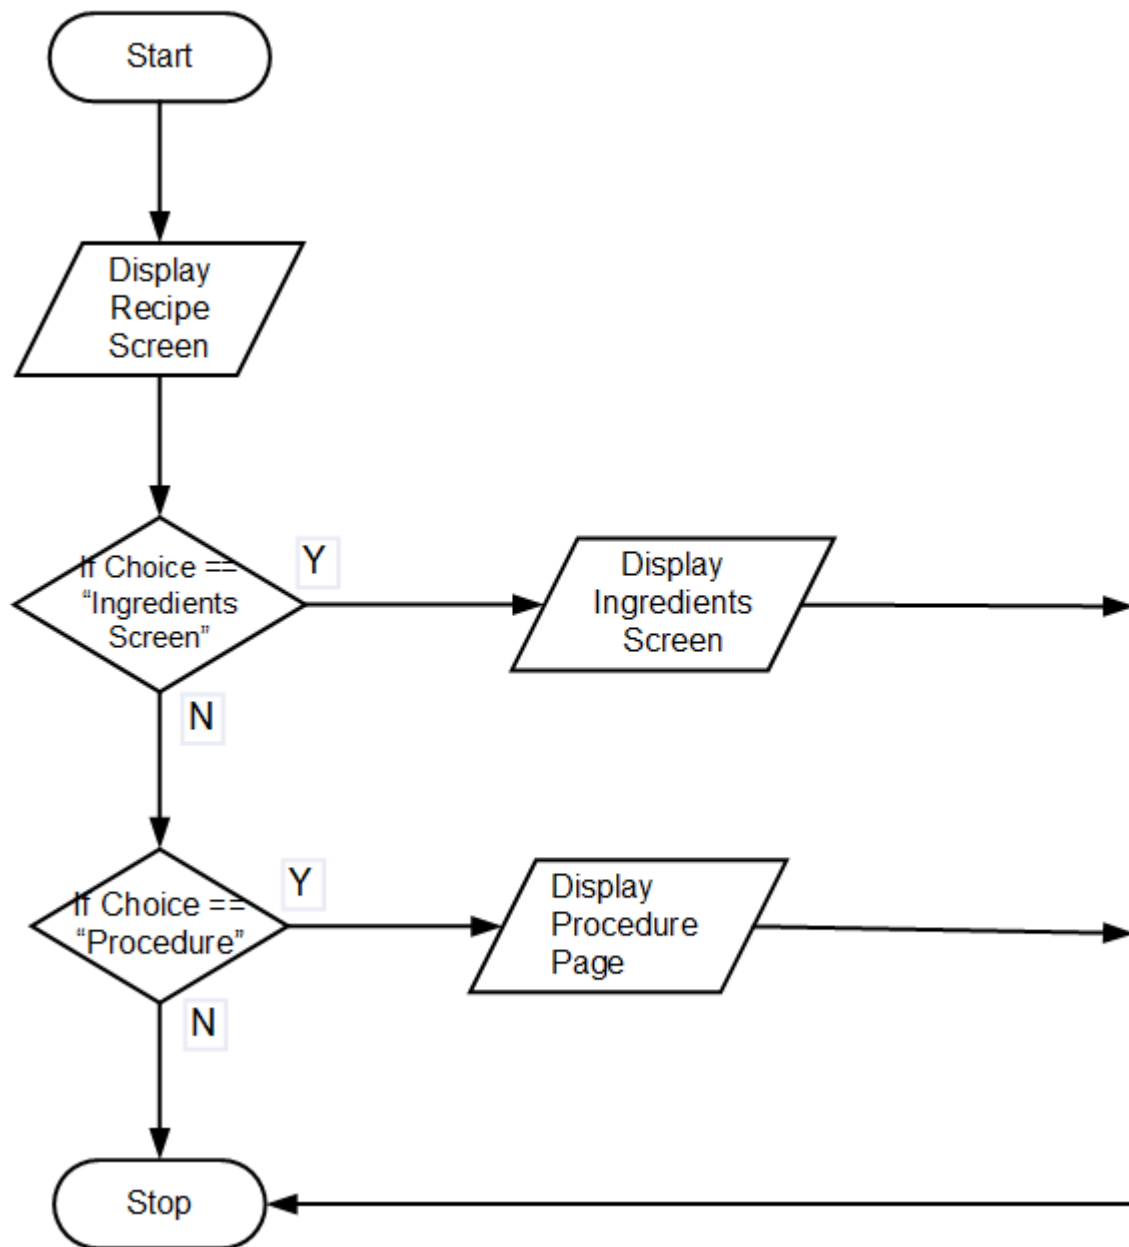 Start
Display
Recipe
Screen
If Choice ==
“Ingredients
Screen”
Y
Display
Ingredients
Screen
N
If Choice ==
“Procedure”
Y
Display
Procedure
Page
N
Stop